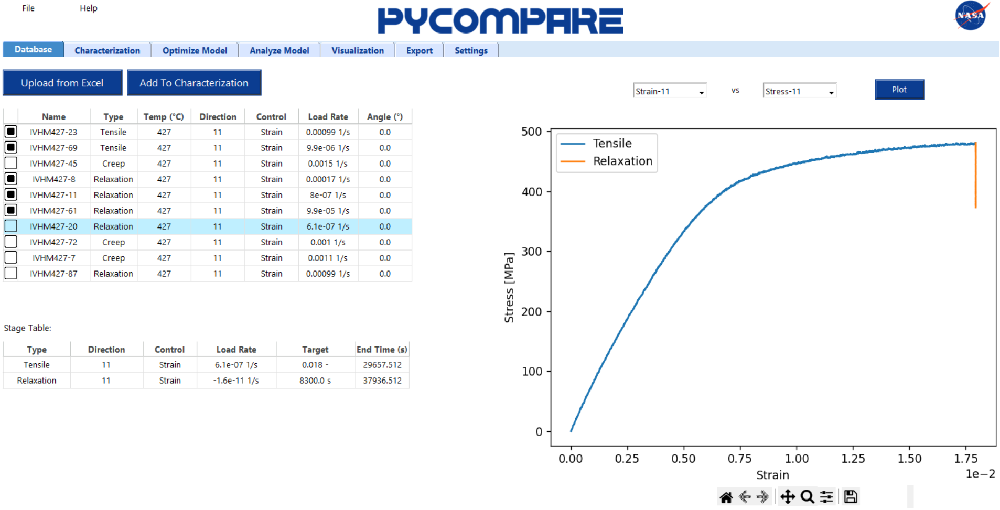 File Help
PYCOMPARE
NASA
Database Characterization Optimize Model Analyze Model Visualization Export Settings
Upload from Excel Add To Characterization
Strain-11 vs Stress-11 Plot
Name Type Temp (°C) Direction Control Load Rate Angle (°)
IVHM427-23 Tensile 427 11 Strain 0.00099 1/s 0.0
IVHM427-69 Tensile 427 11 Strain 9.9e-06 1/s 0.0
IVHM427-45 Creep 427 11 Strain 0.0015 1/s 0.0
IVHM427-8 Relaxation 427 11 Strain 0.00017 1/s 0.0
IVHM427-11 Relaxation 427 11 Strain 8e-07 1/s 0.0
IVHM427-61 Relaxation 427 11 Strain 9.9e-05 1/s 0.0
IVHM427-20 Relaxation 427 11 Strain 6.1e-07 1/s 0.0
IVHM427-72 Creep 427 11 Strain 0.001 1/s 0.0
IVHM427-7 Creep 427 11 Strain 0.0011 1/s 0.0
IVHM427-87 Relaxation 427 11 Strain 0.00099 1/s 0.0
Stage Table:
Type Direction Control Load Rate Target End Time (s)
Tensile 11 Strain 6.1e-07 1/s 0.018 - 29657.512
Relaxation 11 Strain -1.6e-11 1/s 8300.0 s 37936.512
Tensile
Relaxation
500
400
300
200
100
0
Stress [MPa]
0.00 0.25 0.50 0.75 1.00 1.25 1.50 1.75
Strain
1e−2